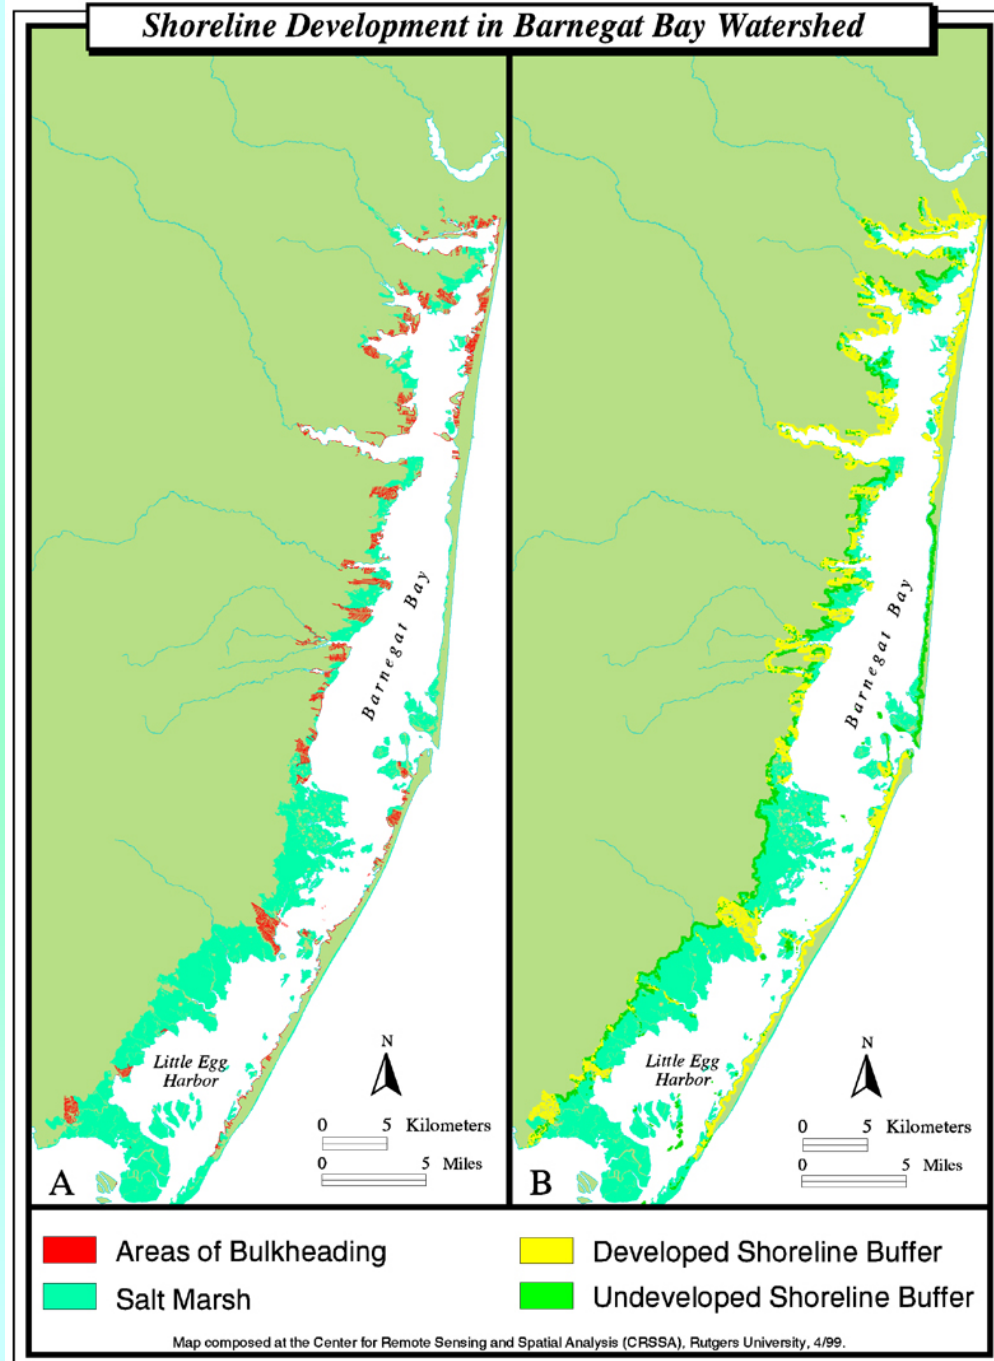 Shoreline Development in Barnegat Bay Watershed
Barnegat Bay
Little Egg
Harbor
N
0 5 Kilometers
0 5 Miles
A
Barnegat Bay
Little Egg
Harbor
N
0 5 Kilometers
0 5 Miles
B
Areas of Bulkheading
Salt Marsh
Developed Shoreline Buffer
Undeveloped Shoreline Buffer
Map composed at the Center for Remote Sensing and Spatial Analysis (CRSSA), Rutgers University, 4/99.